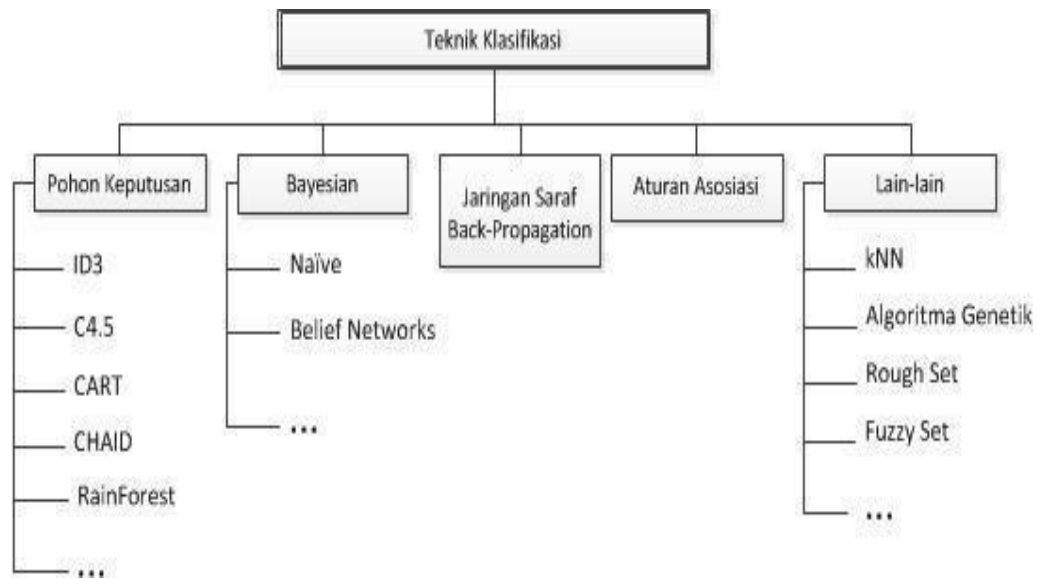 Teknik Klasifikasi
Pohon Keputusan
ID3
C4.5
CART
CHAID
RainForest
...
Bayesian
Naïve
Belief Networks
...
Jaringan Saraf
Back-Propagation
Aturan Asosiasi
Lain-lain
kNN
Algoritma Genetik
Rough Set
Fuzzy Set
...